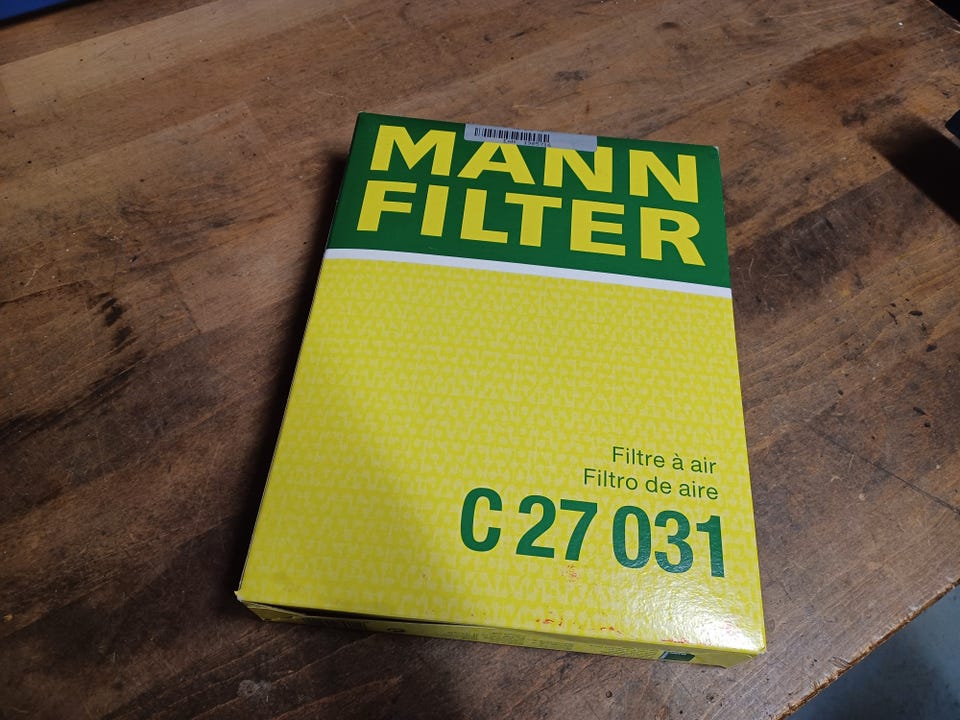 MANN
FILTER
Filtre à air
Filtro de aire
C 27 031